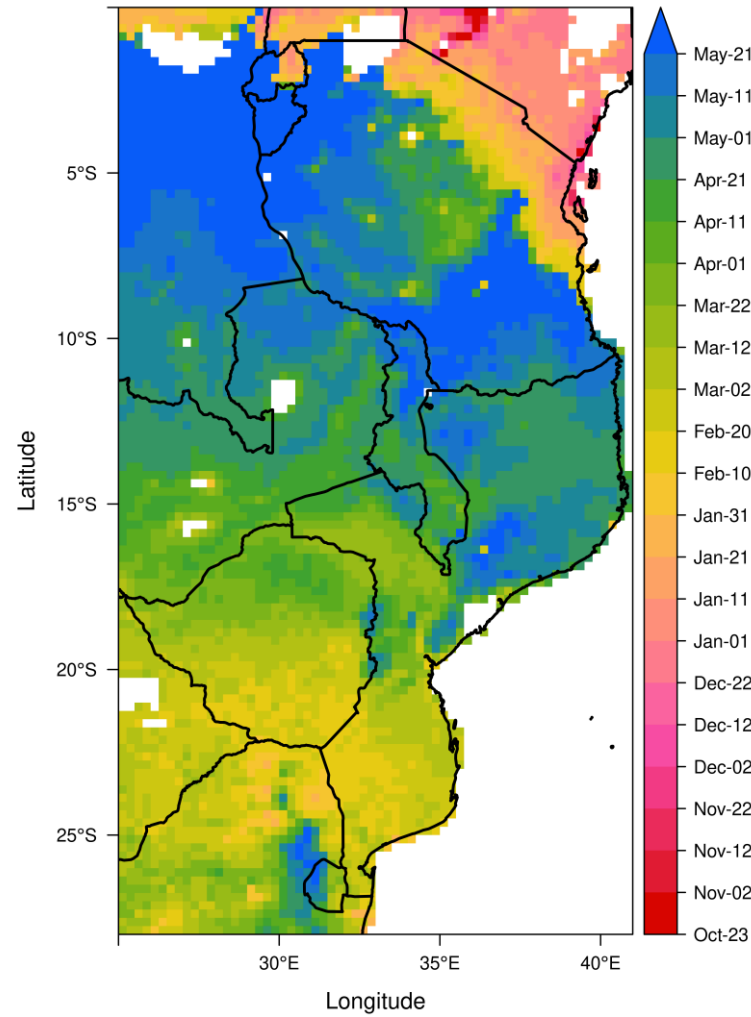 May-21
May-11
May-01
Apr-21
Apr-11
Apr-01
Mar-22
Mar-12
Mar-02
Feb-20
Feb-10
Jan-31
Jan-21
Jan-11
Jan-01
Dec-22
Dec-12
Dec-02
Nov-22
Nov-12
Nov-02
Oct-23
5°S
10°S
15°S
20°S
25°S
Latitude
30°E 35°E 40°E
Longitude